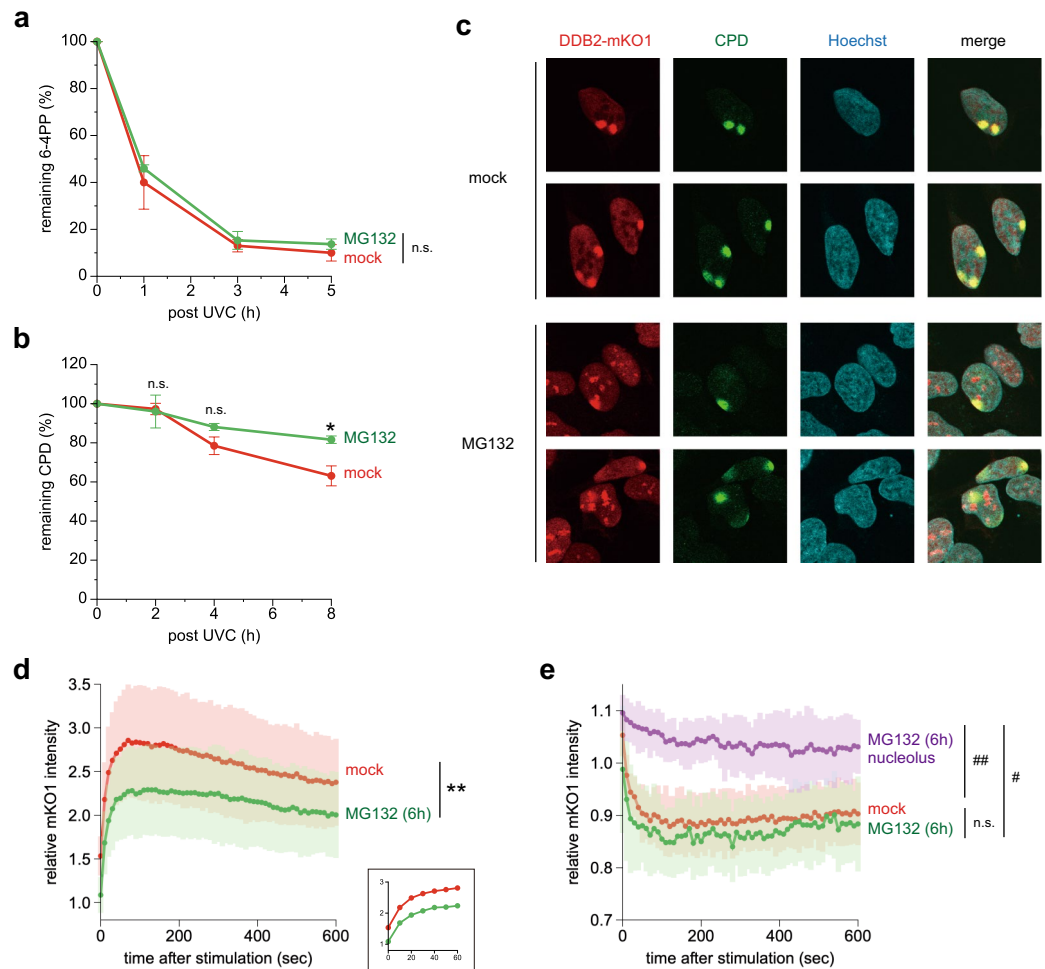 a
100
80
60
40
20
0
remaining 6-4PP (%)
MG132
mock
n.s.
0
1
2
3
4
5
post UVC (h)
b
120
100
80
60
40
20
0
remaining CPD (%)
n.s.
n.s.
*
MG132
mock
0
2
4
6
8
post UVC (h)
c
DDB2-mKO1
CPD
Hoechst
merge
mock
MG132
d
3.5
3.0
2.5
2.0
1.5
1.0
relative mKO1 intensity
mock
MG132 (6h)
**
0
200
400
600
time after stimulation (sec)
3
2
1
0
20
40
60
e
1.1
1.0
0.9
0.8
0.7
relative mKO1 intensity
MG132 (6h)
nucleolus
mock
MG132 (6h)
##
n.s.
#
0
200
400
600
time after stimulation (sec)